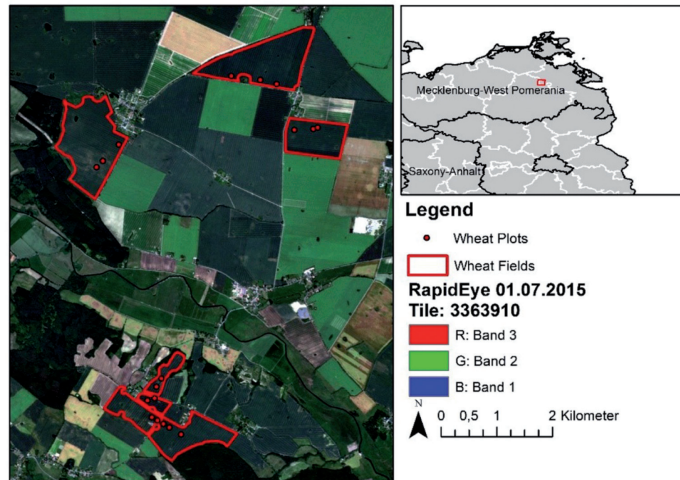 Mecklenburg-West Pomerania
Saxony-Anhalt
Legend
Wheat Plots
Wheat Fields
RapidEye 01.07.2015
Tile: 3363910
R: Band 3
G: Band 2
B: Band 1
N
0 0,5 1 2 Kilometer